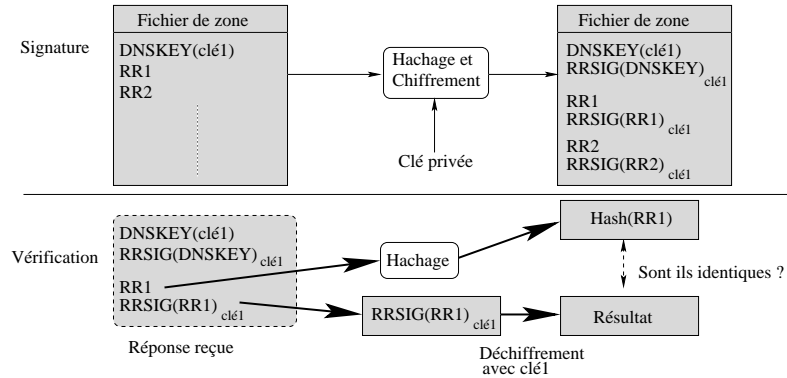 Signature
Fichier de zone
DNSKEY(clé1)
RR1
RR2
Hachage et
Chiffrement
Clé privée
Fichier de zone
DNSKEY(clé1)
RRSIG(DNSKEY) clé1
RR1
RRSIG(RR1) clé1
RR2
RRSIG(RR2) clé1
Vérification
DNSKEY(clé1)
RRSIG(DNSKEY) clé1
RR1
RRSIG(RR1) clé1
Réponse reçue
Hachage
Hash(RR1)
Sont ils identiques ?
RRSIG(RR1) clé1
Résultat
Déchiffrement
avec clé1